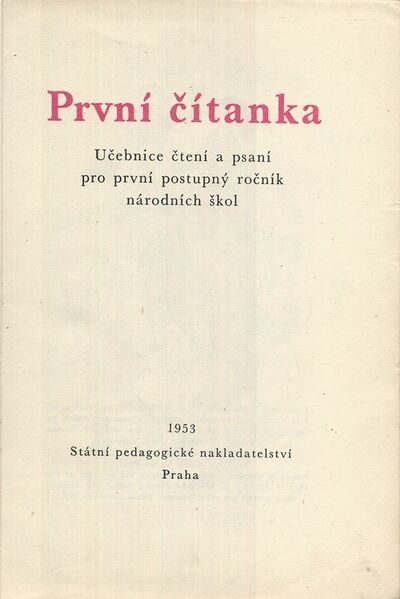 První čítanka
Učebnice čtení a psaní
pro první postupný ročník
národních škol
1953
Státní pedagogické nakladatelství
Praha